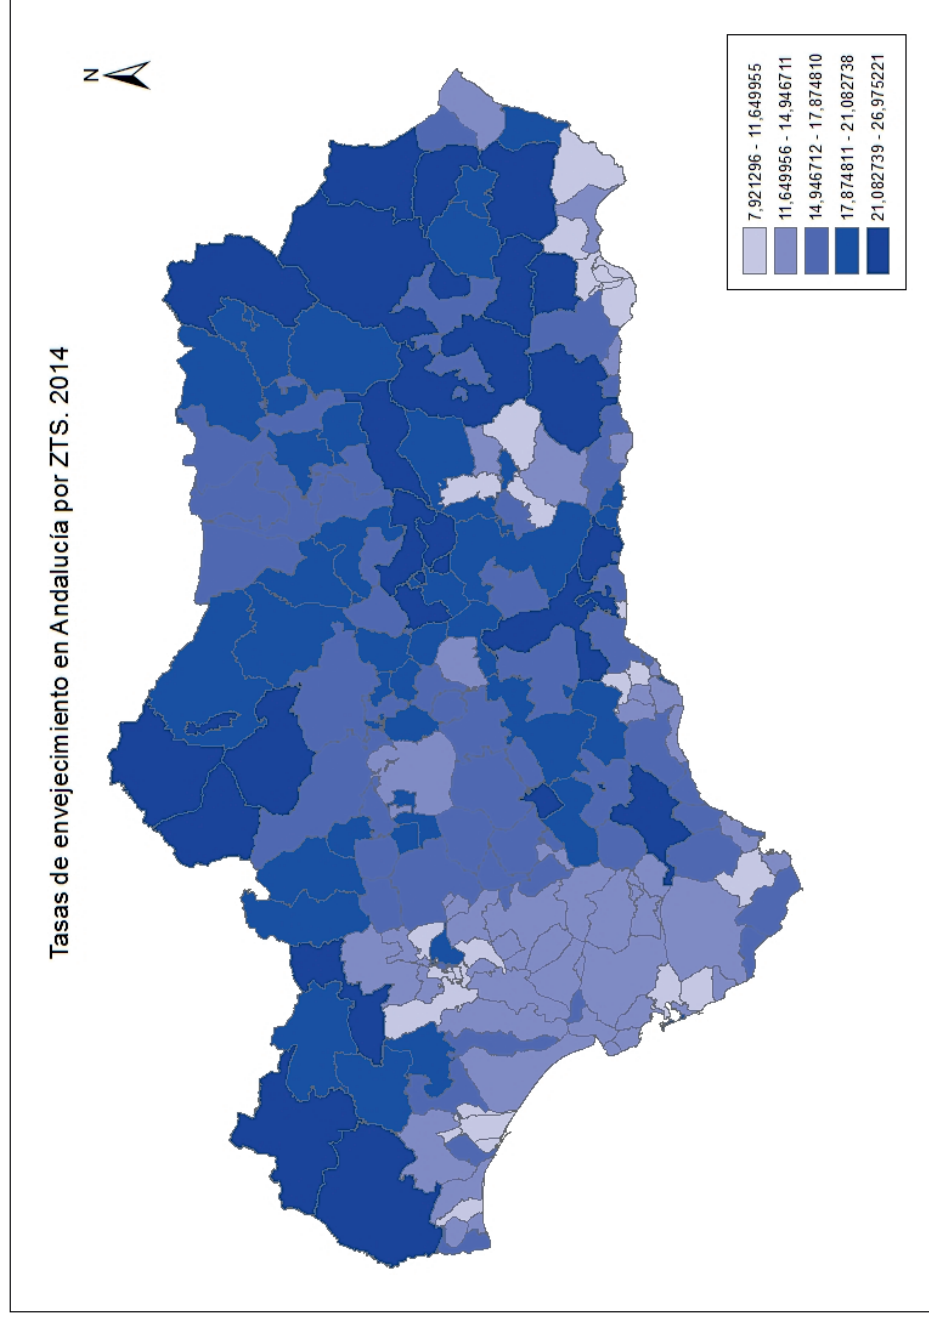 Tasas de envejecimiento en Andalucía por ZTS. 2014
N
7,921296 - 11,649955
11,649956 - 14,946711
14,946712 - 17,874810
17,874811 - 21,082738
21,082739 - 26,975221